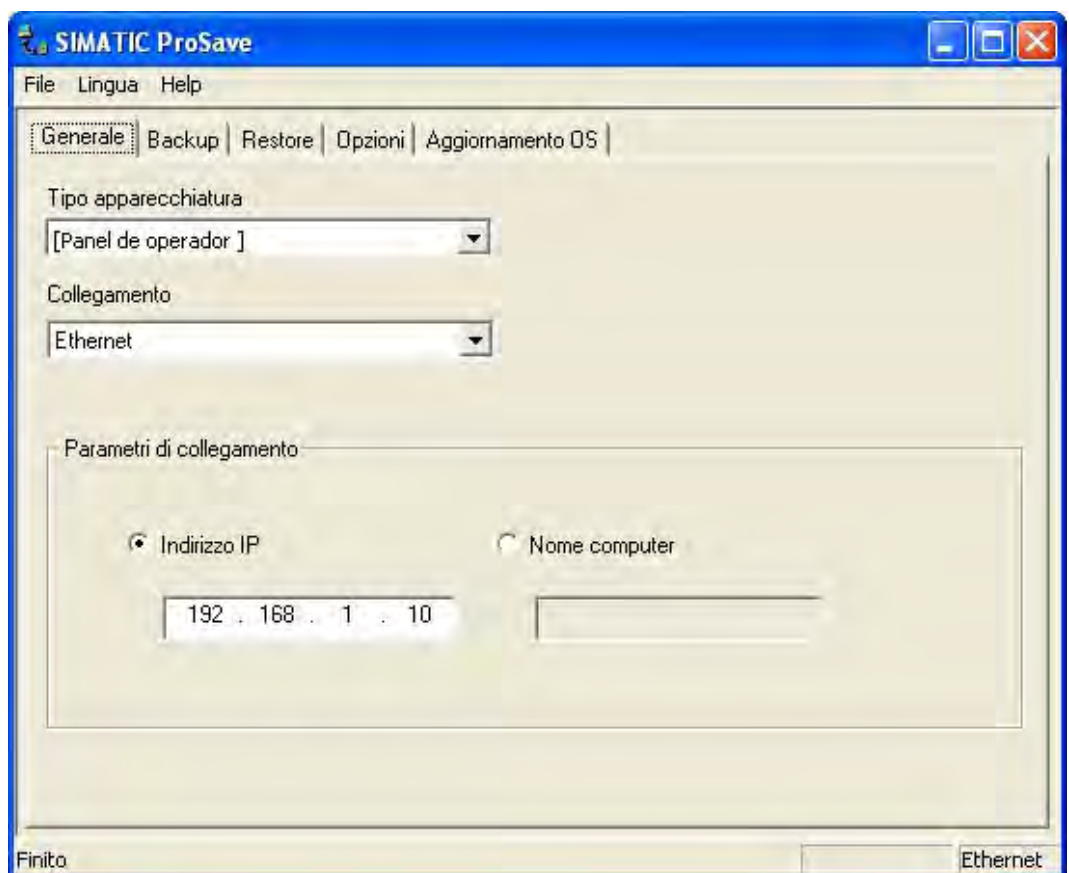 SIMATIC ProSave
File Lingua Help
Generale Backup Restore Opzioni Aggiornamento OS
Tipo apparecchiatura
[Panel de operador ]
Collegamento
Ethernet
Parametri di collegamento
Indirizzo IP Nome computer
192 . 168 . 1 . 10
Finito Ethernet